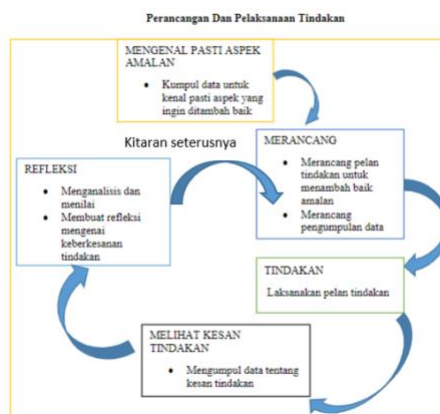 Perancangan Dan Pelaksanaan Tindakan
MENGENAL PASTI ASPEK
AMALAN
• Kumpul data untuk
kenal pasti aspek yang
ingin ditambah baik
Kitaran seterusnya
MERANCANG
• Merancang pelan
tindakan untuk
menambah baik
amalan
• Merancang
pengumpulan data
TINDAKAN
Laksanakan pelan tindakan
MELIHAT KESAN
TINDAKAN
• Mengumpul data tentang
kesan tindakan
REFLEKSI
• Menganalisis dan
menilai
• Membuat refleksi
mengenai
keberkesanan
tindakan